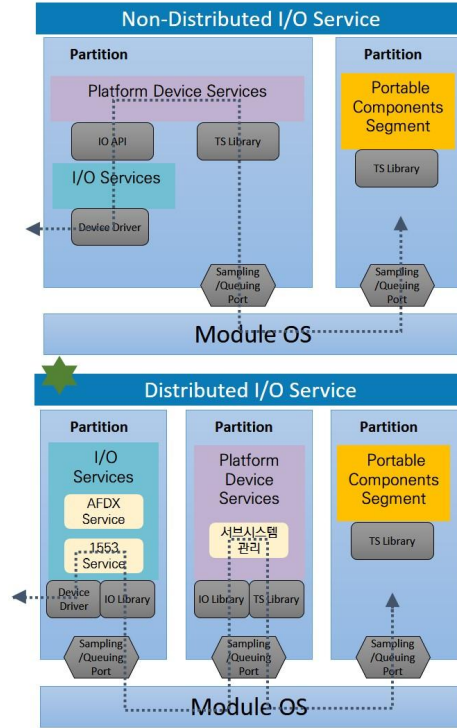 Non-Distributed I/O Service
Partition
Partition
Platform Device Services
Portable
Components
Segment
IO API
TS Library
TS Library
I/O Services
Device Driver
Sampling
/Queuing
Port
Sampling
/Queuing
Port
Module OS
Distributed I/O Service
Partition
Partition
Partition
I/O
Services
Platform
Device
Services
Portable
Components
Segment
AFDX
Service
1553
Service
서브시스템
관리
TS Library
Device
Driver
IO Library
IO Library
TS Library
Sampling
/Queuing
Port
Sampling
/Queuing
Port
Sampling
/Queuing
Port
Module OS